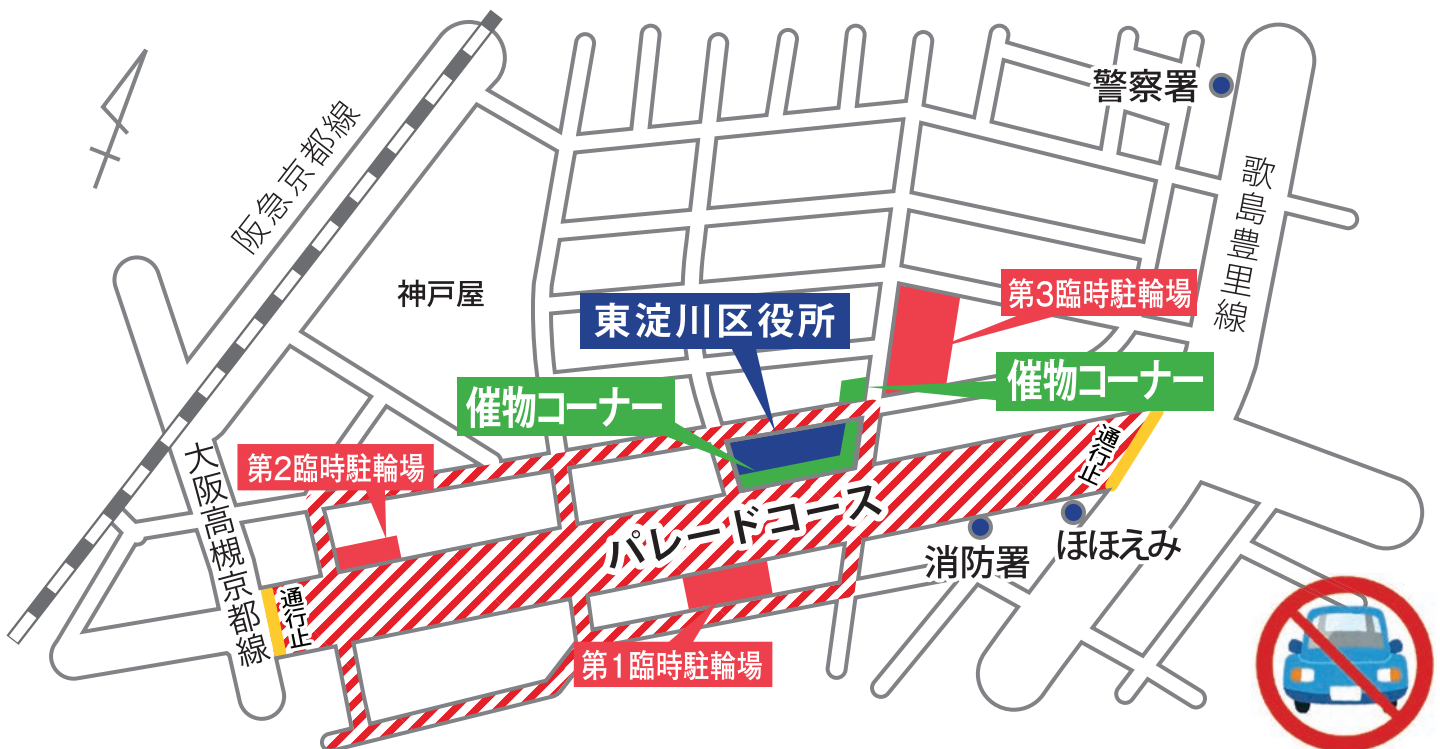 警察署
阪急京都線
歌島豊里線
神戸屋
第3臨時駐輪場
東淀川区役所
催物コーナー
催物コーナー
通行止
大阪高槻京都線
第2臨時駐輪場
パレードコース
消防署
ほほえみ
通行止
第1臨時駐輪場